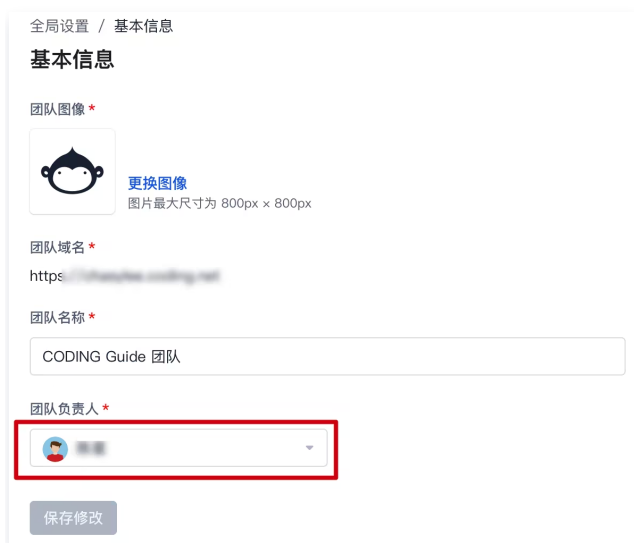 全局设置 / 基本信息
基本信息
团队图像 *
更换图像
图片最大尺寸为 800px × 800px
团队域名 *
https
团队名称 *
CODING Guide 团队
团队负责人 *
保存修改